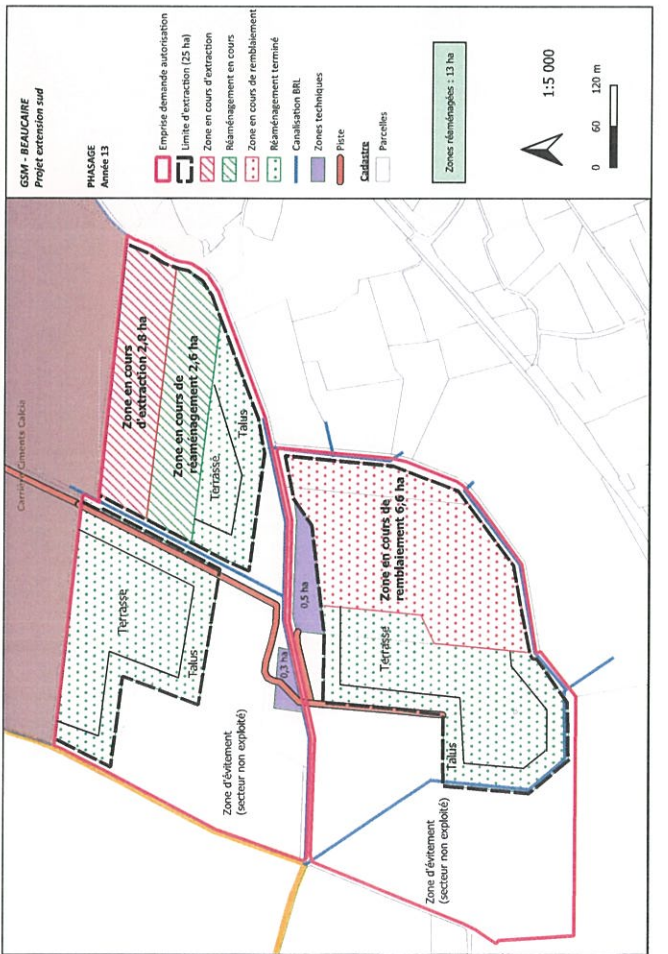 GSM - BEAUCAIRE
Projet extension sud
PHASAGE
Année 13
Emprise demande autorisation
Limite d'extraction (25 ha)
Zone en cours d'extraction
Réaménagement en cours
Zone en cours de remblaiement
Réaménagement terminé
Canalisation BRL
Zones techniques
Piste
Cadastre
Parcelles
Zones réaménagées : 13 ha
1:5 000
0 60 120 m
Carrière Ciments Calcia
Zone en cours
d'extraction 2,8 ha
Zone en cours de
réaménagement 2,6 ha
Terrasse
Talus
Terrasse
Talus
0,3 ha
0,5 ha
Zone d'évitement
(secteur non exploité)
Zone en cours de
remblaiement 6,6 ha
Terrasse
Talus
Zone d'évitement
(secteur non exploité)